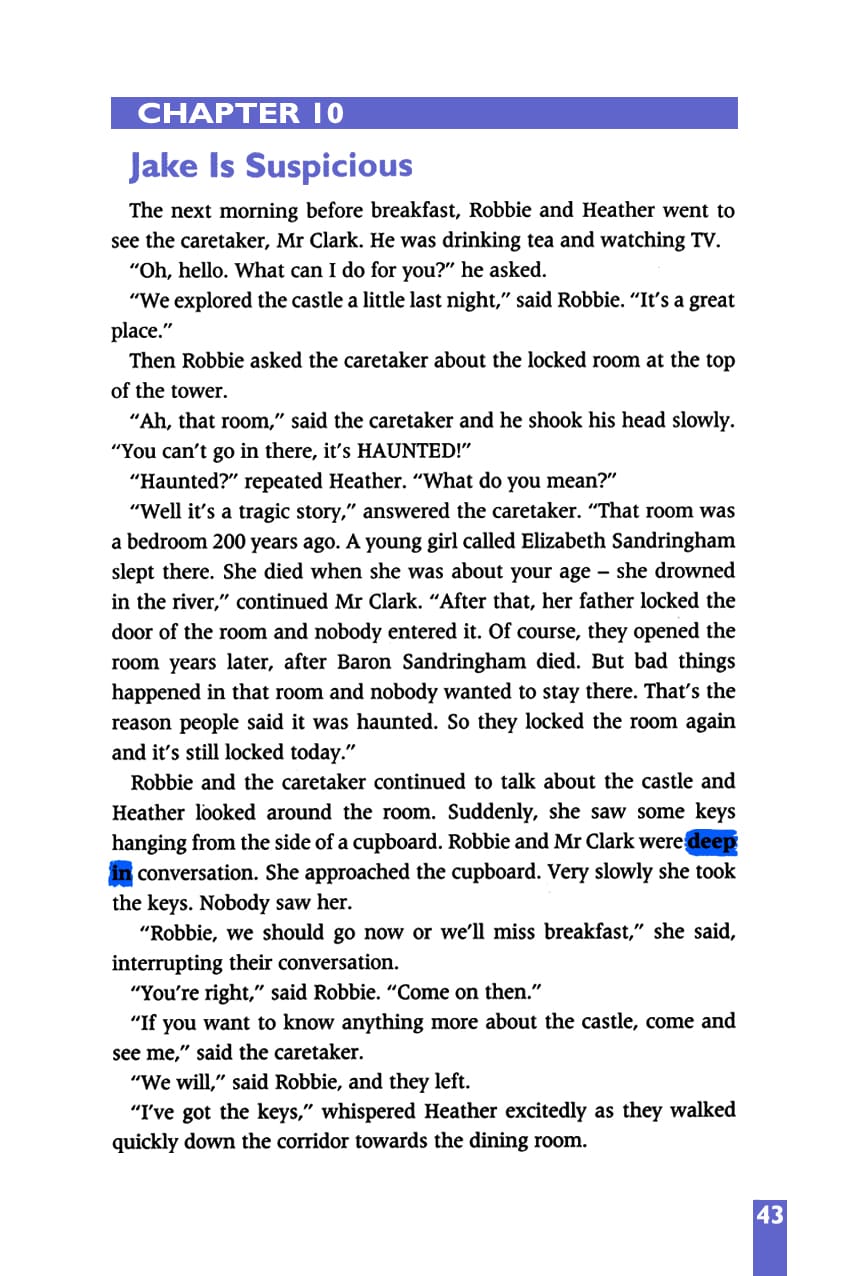 CHAPTER 10
Jake Is Suspicious
The next morning before breakfast, Robbie and Heather went to
see the caretaker, Mr Clark. He was drinking tea and watching TV.
“Oh, hello. What can I do for you?” he asked.
“We explored the castle a little last night,” said Robbie. “It’s a great
place.”
Then Robbie asked the caretaker about the locked room at the top
of the tower.
“Ah, that room,” said the caretaker and he shook his head slowly.
“You can’t go in there, it’s HAUNTED!”
“Haunted?” repeated Heather. “What do you mean?”
“Well it’s a tragic story,” answered the caretaker. “That room was
a bedroom 200 years ago. A young girl called Elizabeth Sandringham
slept there. She died when she was about your age – she drowned
in the river,” continued Mr Clark. “After that, her father locked the
door of the room and nobody entered it. Of course, they opened the
room years later, after Baron Sandringham died. But bad things
happened in that room and nobody wanted to stay there. That’s the
reason people said it was haunted. So they locked the room again
and it’s still locked today.”
Robbie and the caretaker continued to talk about the castle and
Heather looked around the room. Suddenly, she saw some keys
hanging from the side of a cupboard. Robbie and Mr Clark were deep
in conversation. She approached the cupboard. Very slowly she took
the keys. Nobody saw her.
“Robbie, we should go now or we’ll miss breakfast,” she said,
interrupting their conversation.
“You’re right,” said Robbie. “Come on then.”
“If you want to know anything more about the castle, come and
see me,” said the caretaker.
“We will,” said Robbie, and they left.
“I’ve got the keys,” whispered Heather excitedly as they walked
quickly down the corridor towards the dining room.
43